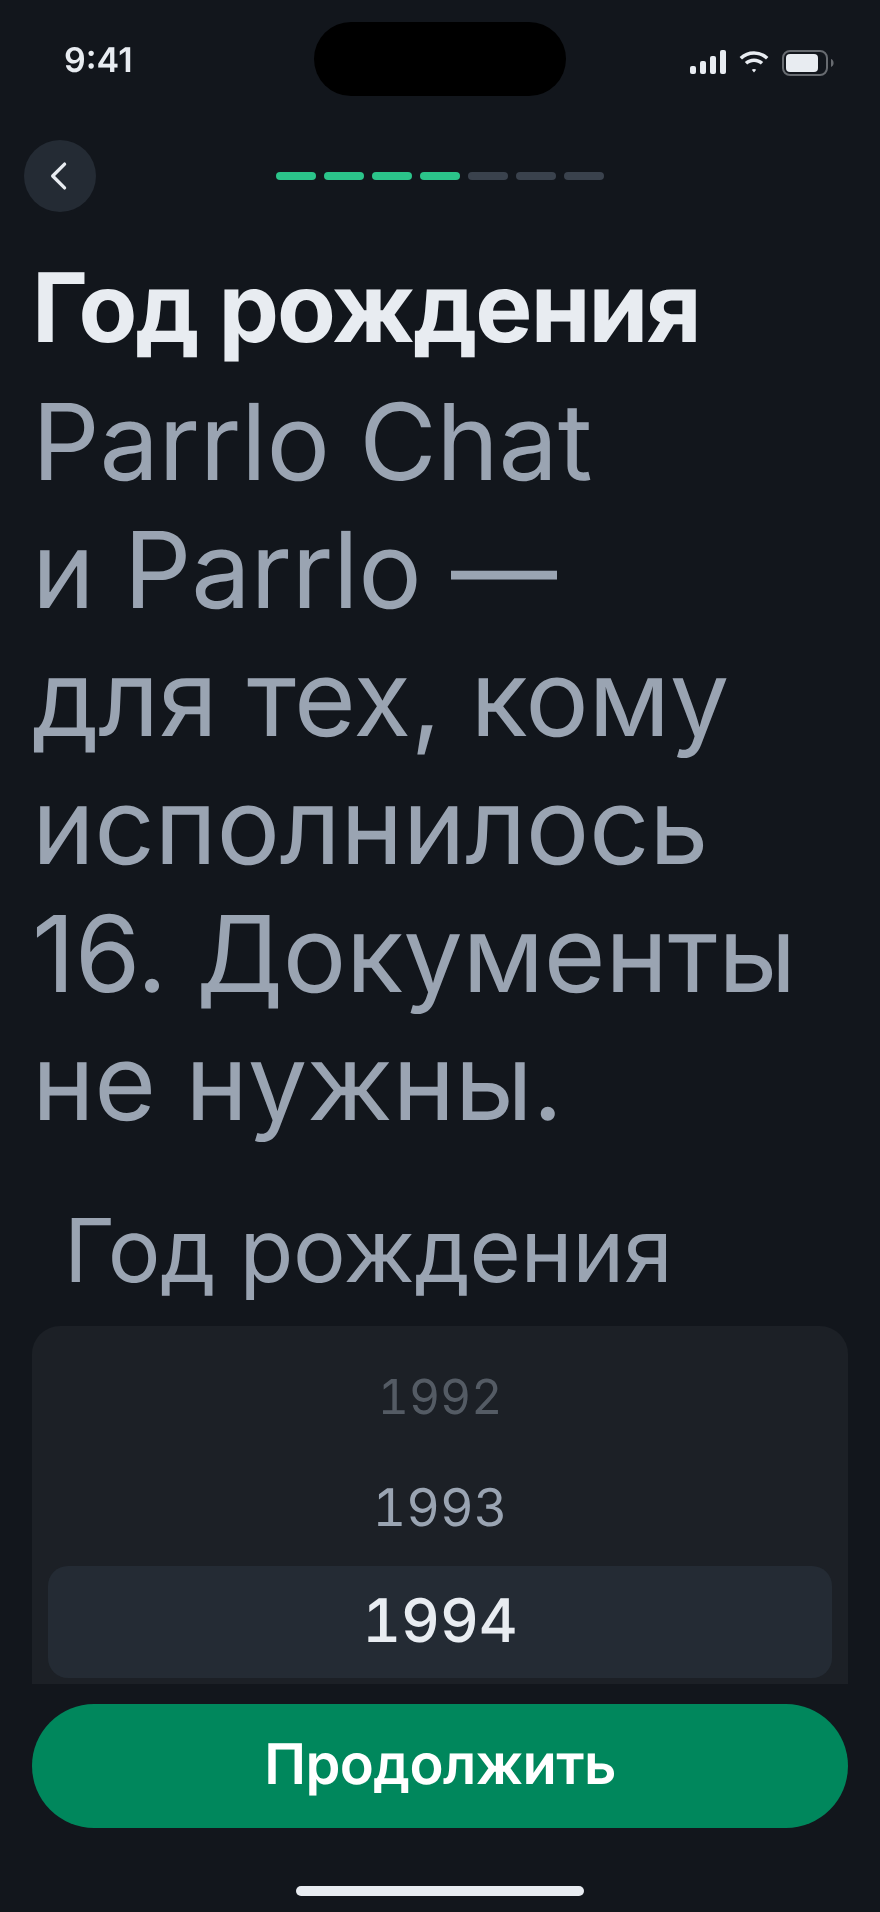 9:41
Год рождения
Parrlo Chat
и Parrlo —
для тех, кому
исполнилось
16. Документы
не нужны.
Год рождения
1992
1993
1994
Продолжить